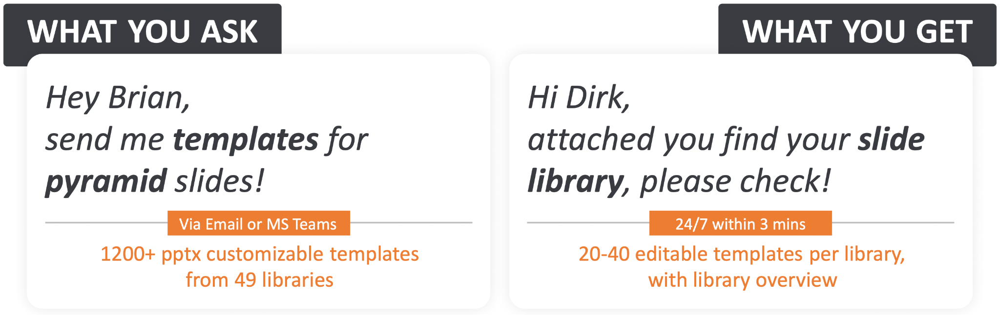 WHAT YOU ASK
Hey Brian,
send me templates for
pyramid slides!
Via Email or MS Teams
1200+ pptx customizable templates
from 49 libraries
WHAT YOU GET
Hi Dirk,
attached you find your slide
library, please check!
24/7 within 3 mins
20-40 editable templates per library,
with library overview